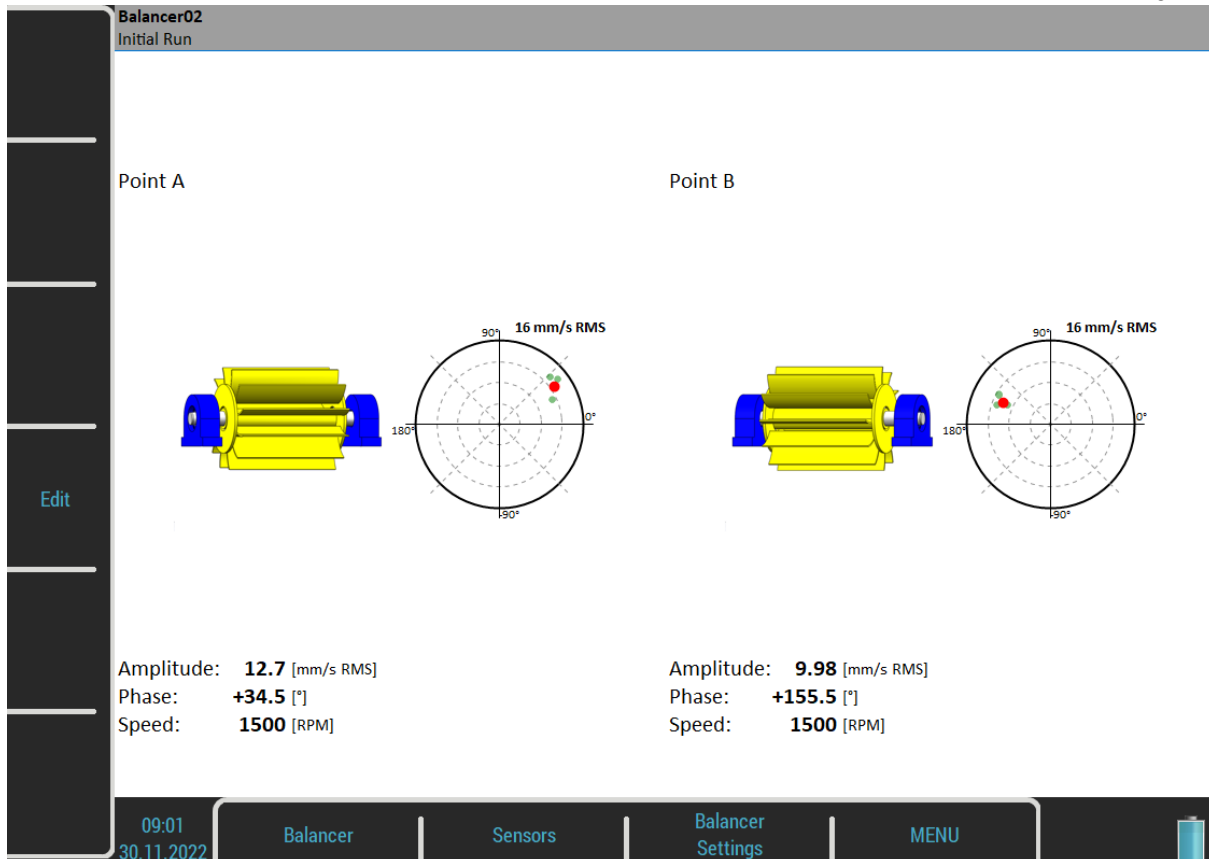 Balancer02
Initial Run
Point A
Point B
90°
16 mm/s RMS
180°
0°
-90°
90°
16 mm/s RMS
180°
0°
-90°
Edit
Amplitude: 12.7 [mm/s RMS]
Phase: +34.5 [°]
Speed: 1500 [RPM]
Amplitude: 9.98 [mm/s RMS]
Phase: +155.5 [°]
Speed: 1500 [RPM]
09:01
30.11.2022
Balancer
Sensors
Balancer
Settings
MENU